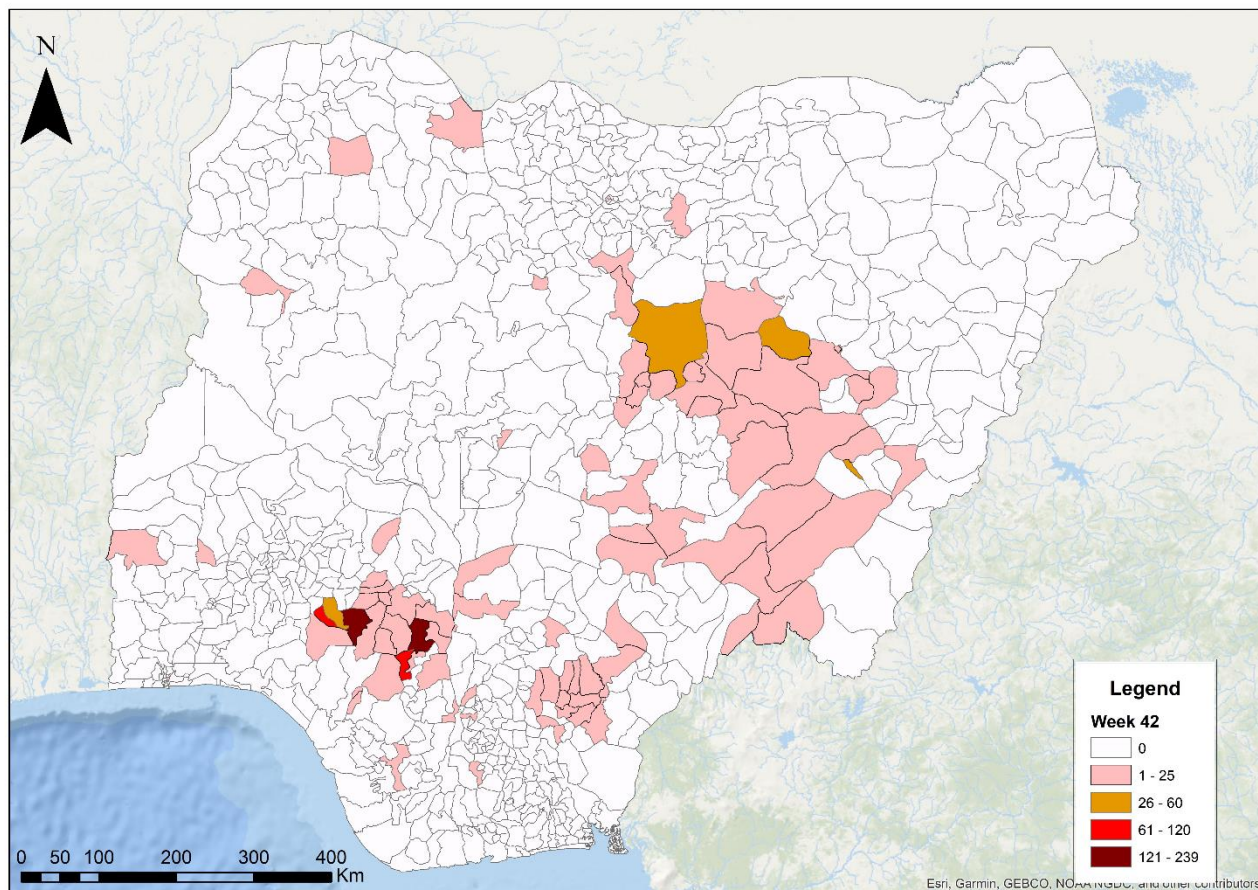 N
Legend
Week 42
0
1 - 25
26 - 60
61 - 120
121 - 239
0 50 100 200 300 400
Km
Esri, Garmin, GEBCO, NOAA NGDC, and other contributors